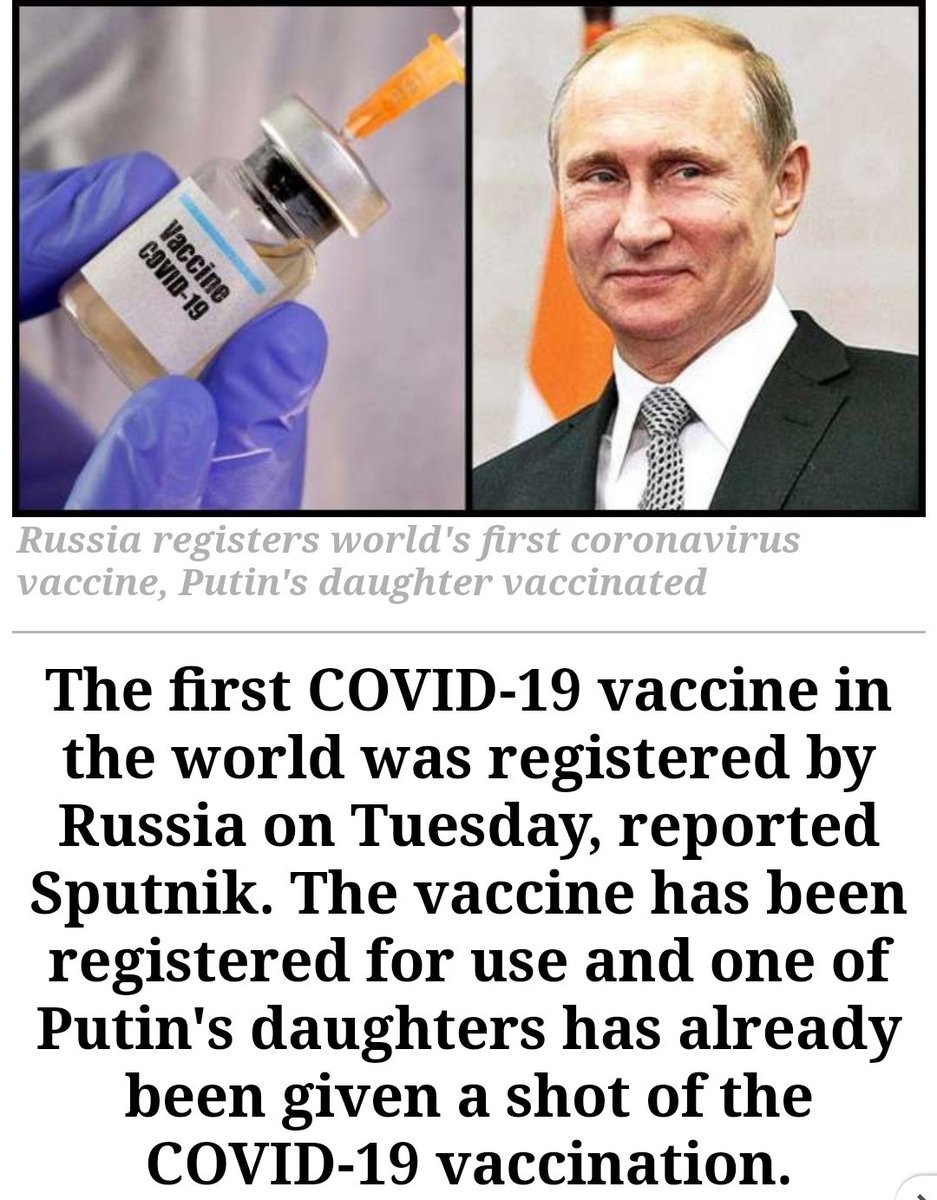 Vaccine
COVID-19
Russia registers world's first coronavirus
vaccine, Putin's daughter vaccinated
The first COVID-19 vaccine in
the world was registered by
Russia on Tuesday, reported
Sputnik. The vaccine has been
registered for use and one of
Putin's daughters has already
been given a shot of the
COVID-19 vaccination.